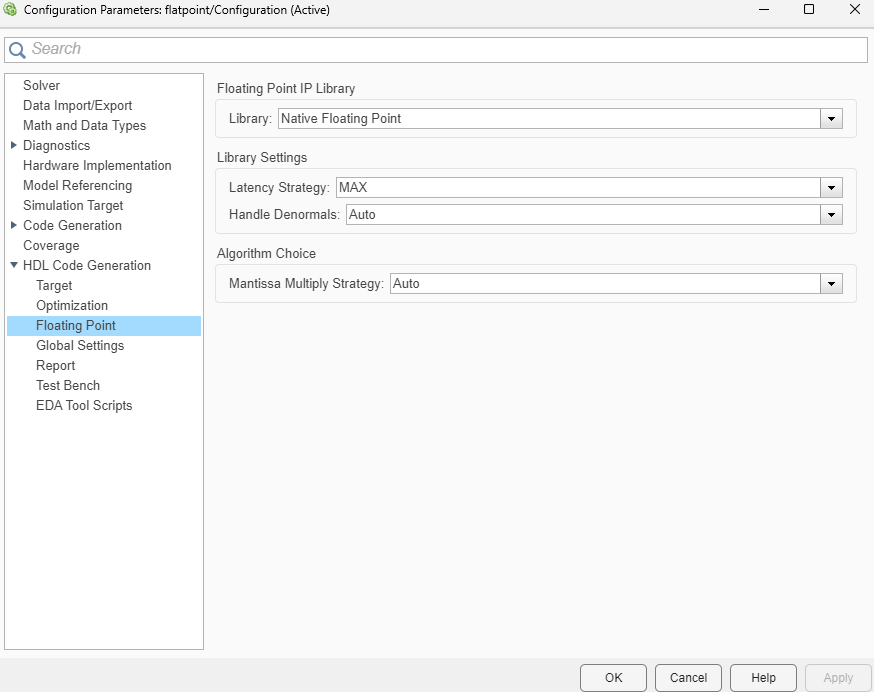 Configuration Parameters: flatpoint/Configuration (Active)
Search
Solver
Data Import/Export
Math and Data Types
Diagnostics
Hardware Implementation
Model Referencing
Simulation Target
Code Generation
Coverage
HDL Code Generation
Target
Optimization
Floating Point
Global Settings
Report
Test Bench
EDA Tool Scripts
Floating Point IP Library
Library: Native Floating Point
Library Settings
Latency Strategy: MAX
Handle Denormals: Auto
Algorithm Choice
Mantissa Multiply Strategy: Auto
OK Cancel Help Apply